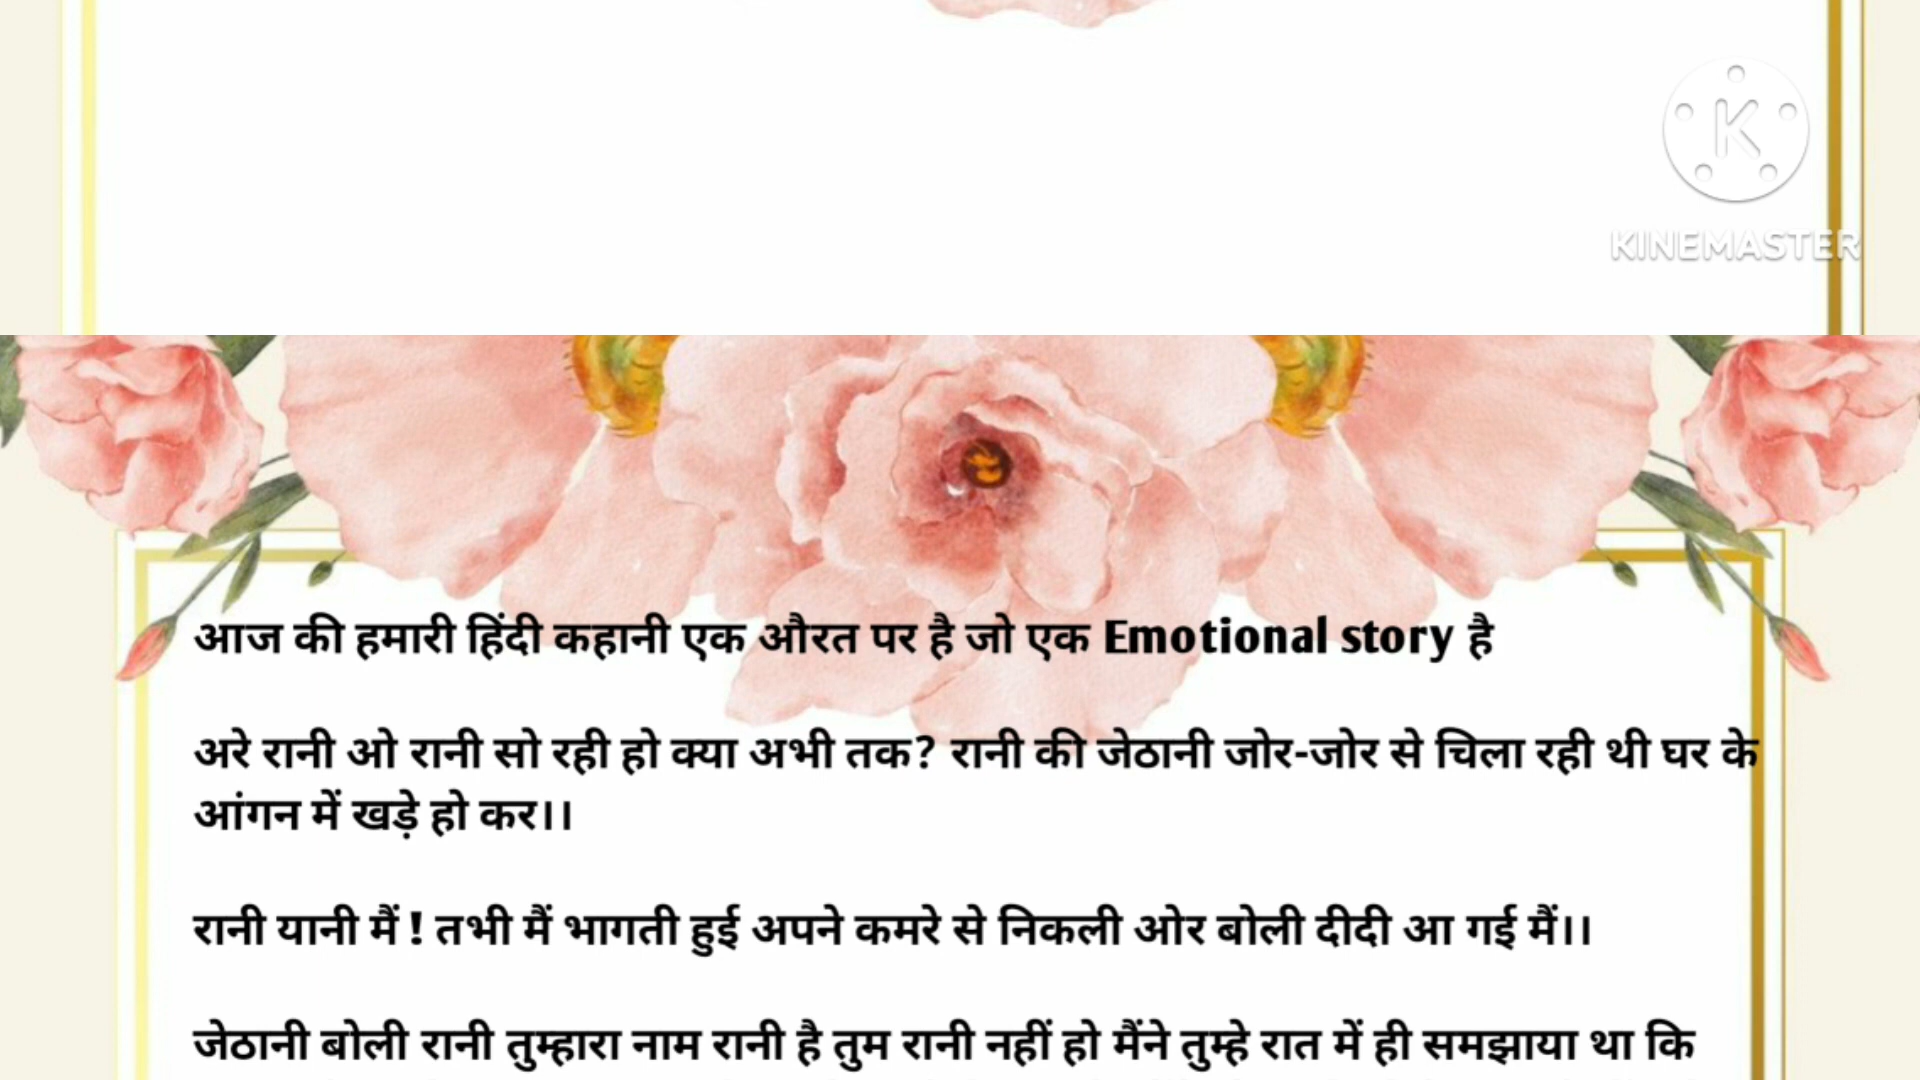 K
KINEMASTER
आज की हमारी हिंदी कहानी एक औरत पर है जो एक Emotional story है
अरे रानी ओ रानी सो रही हो क्या अभी तक? रानी की जेठानी जोर-जोर से चिला रही थी घर के
आंगन में खड़े हो कर।।
रानी यानी मैं ! तभी मैं भागती हुई अपने कमरे से निकली ओर बोली दीदी आ गई मैं।।
जेठानी बोली रानी तुम्हारा नाम रानी है तुम रानी नहीं हो मैंने तुम्हे रात में ही समझाया था कि